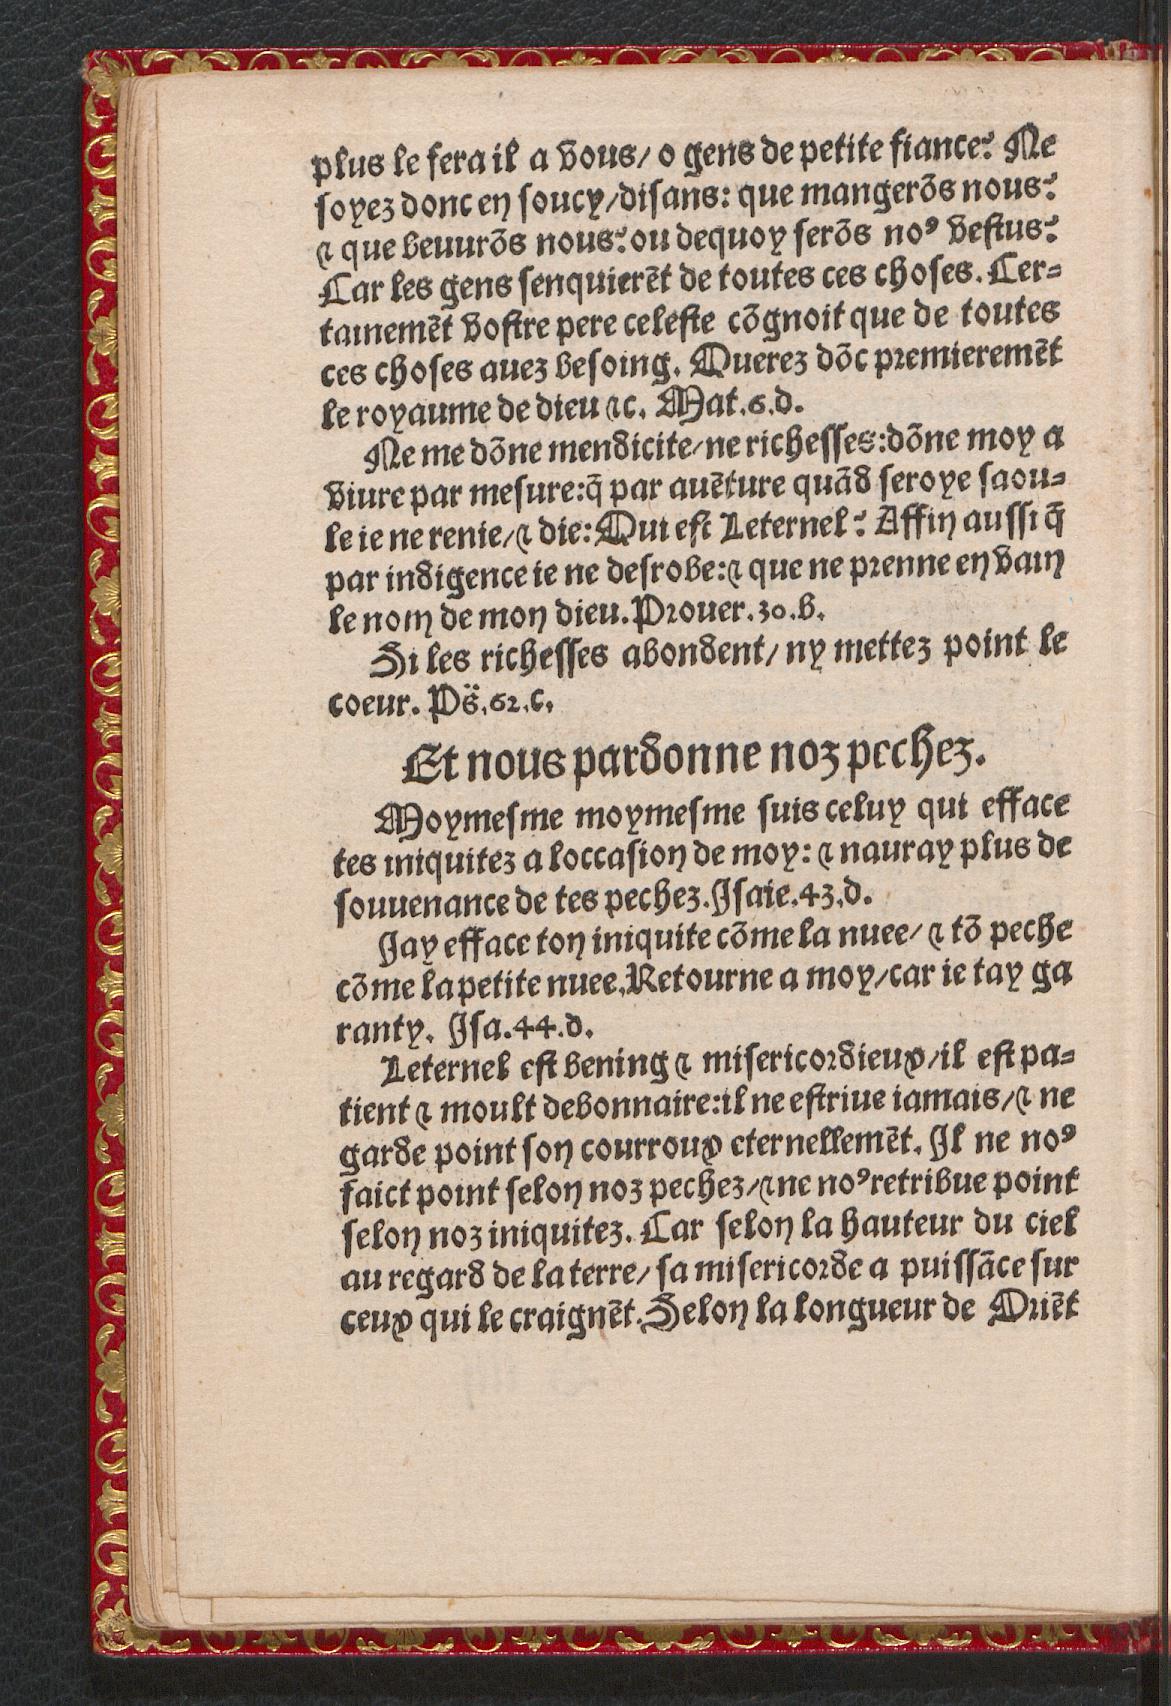 plus le fera il a vous/ o gens de petite fiance? Ne
soyez donc en soucy/disans: que mangerõs nous?
⁊ que beuurõs nous? ou dequoy serõs noꝰ vestus?
Car les gens senquierẽt de toutes ces choses. Cer-
tainemẽt vostre pere celeste cõgnoit que de toutes
ces choses auez besoing. Querez dõc premieremẽt
le royaume de dieu ⁊c. Mat.6.d.
Ne me dõne mendicite/ne richesses:dõne moy a
viure par mesure:q̃ par auẽture quãd seroye saou-
le ie ne renie/⁊ die: Qui est Leternel? Affin aussi q̃
par indigence ie ne desrobe:⁊ que ne prenne en vain
le nom de mon dieu. Prouer.30.b.
Si les richesses abondent/ ny mettez point le
coeur. Ps̈.62.c.
Et nous pardonne noz pechez.
Moymesme moymesme suis celuy qui efface
tes iniquitez a loccasion de moy: ⁊ nauray plus de
souuenance de tes pechez. Isaie.43.d.
Jay efface ton iniquite cõme la nuee/ ⁊ tõ peche
cõme la petite nuee. Retourne a moy/car ie tay ga
ranty. Isa.44.d.
Leternel est bening ⁊ misericordieux/il est pa-
tient ⁊ moult debonnaire:il ne estriue iamais/⁊ ne
garde point son courroux eternellemẽt. Il ne noꝰ
faict point selon noz pechez/⁊ne noꝰretribue point
selon noz iniquitez. Car selon la hauteur du ciel
au regard de la terre/ sa misericorde a puissãce sur
ceux qui le craignẽt. Selon la longueur de Oriẽt